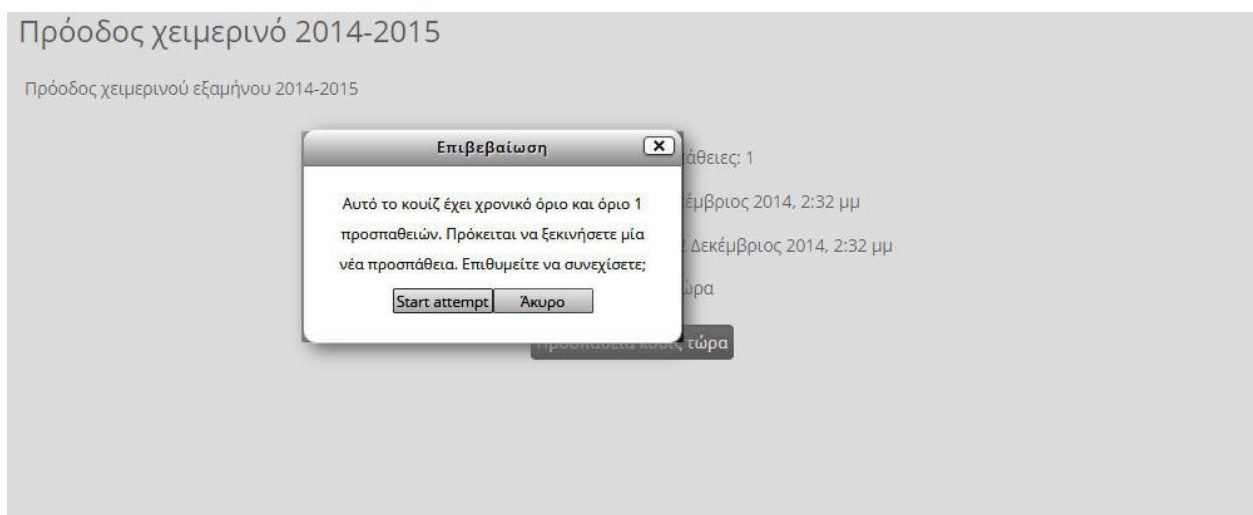 Πρόοδος χειμερινό 2014-2015
Πρόοδος χειμερινού εξαμήνου 2014-2015
Επιβεβαίωση
Αυτό το κουίζ έχει χρονικό όριο και όριο 1
προσπαθειών. Πρόκειται να ξεκινήσετε μία
νέα προσπάθεια. Επιθυμείτε να συνεχίσετε;
Start attempt Άκυρο
άθειες: 1
έμβριος 2014, 2:32 μμ
Δεκέμβριος 2014, 2:32 μμ
ώρα
τώρα